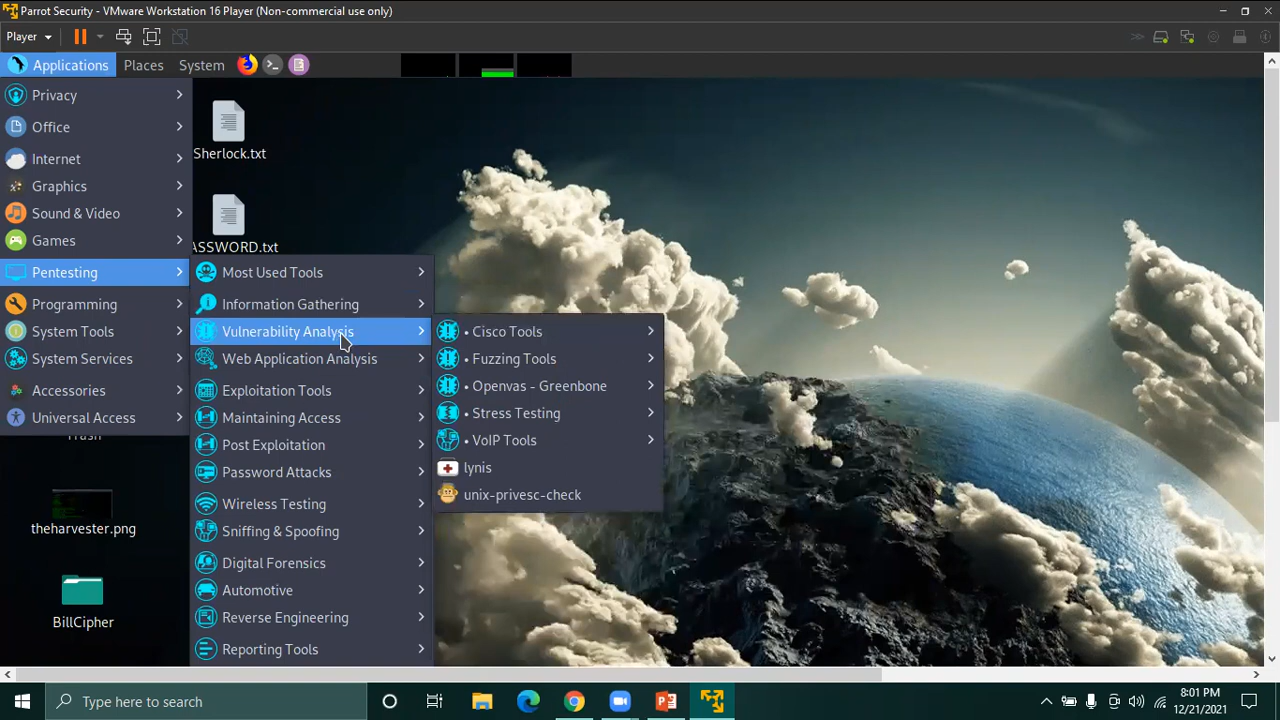 Parrot Security - VMware Workstation 16 Player (Non-commercial use only)
Player
Applications Places System
Privacy
Office
Internet
Graphics
Sound & Video
Games
Pentesting
Programming
System Tools
System Services
Accessories
Universal Access
Sherlock.txt
ASSWORD.txt
Most Used Tools
Information Gathering
Vulnerability Analysis
Web Application Analysis
Exploitation Tools
Maintaining Access
Post Exploitation
Password Attacks
Wireless Testing
Sniffing & Spoofing
Digital Forensics
Automotive
Reverse Engineering
Reporting Tools
• Cisco Tools
• Fuzzing Tools
• Openvas - Greenbone
• Stress Testing
• VoIP Tools
lynis
unix-privesc-check
Trash
theharvester.png
BillCipher
Type here to search
8:01 PM
12/21/2021